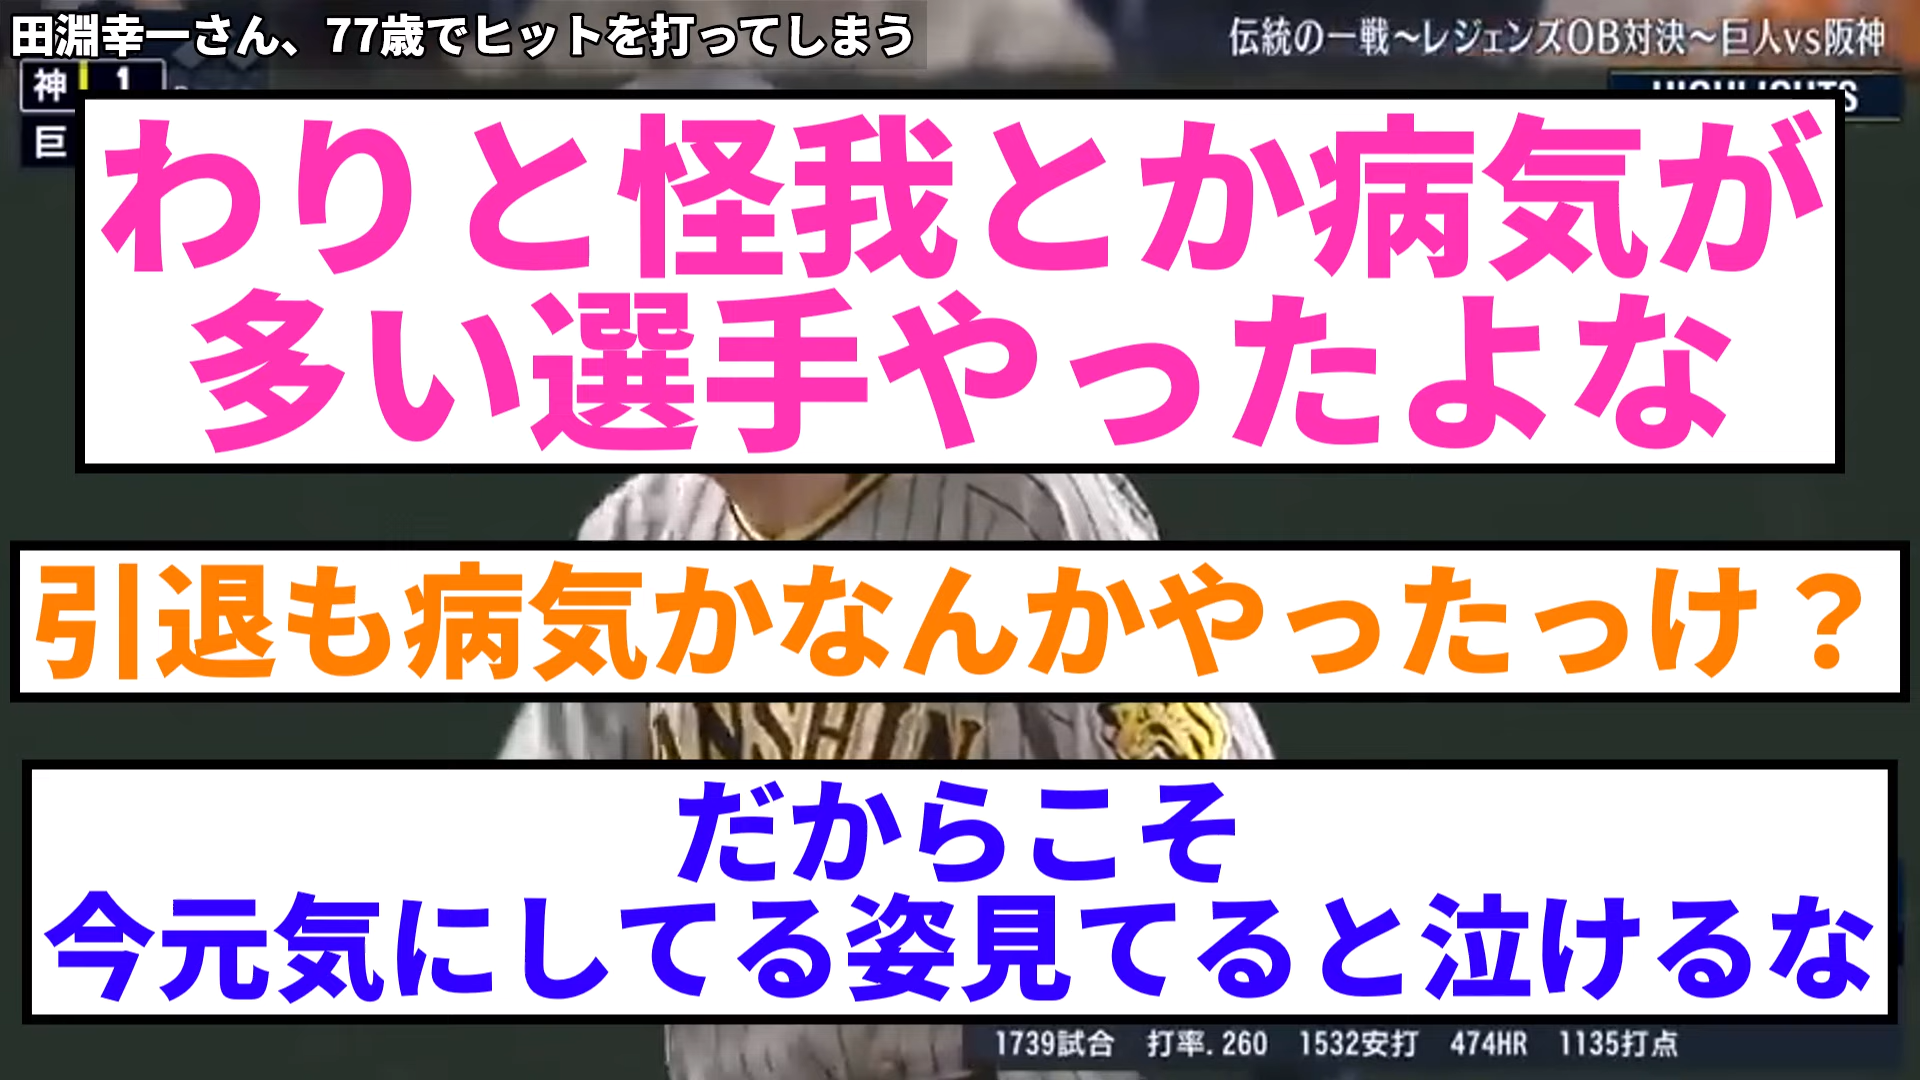 田淵幸一さん、77歳でヒットを打ってしまう
伝統の一戦～レジェンズOB対決～巨人vs阪神
神 1
HIGHLIGHTS
巨
わりと怪我とか病気が
多い選手やったよな
引退も病気かなんかやったっけ？
ANSHIN
だからこそ
今元気にしてる姿見てると泣けるな
1739試合 打率.260 1532安打 474HR 1135打点